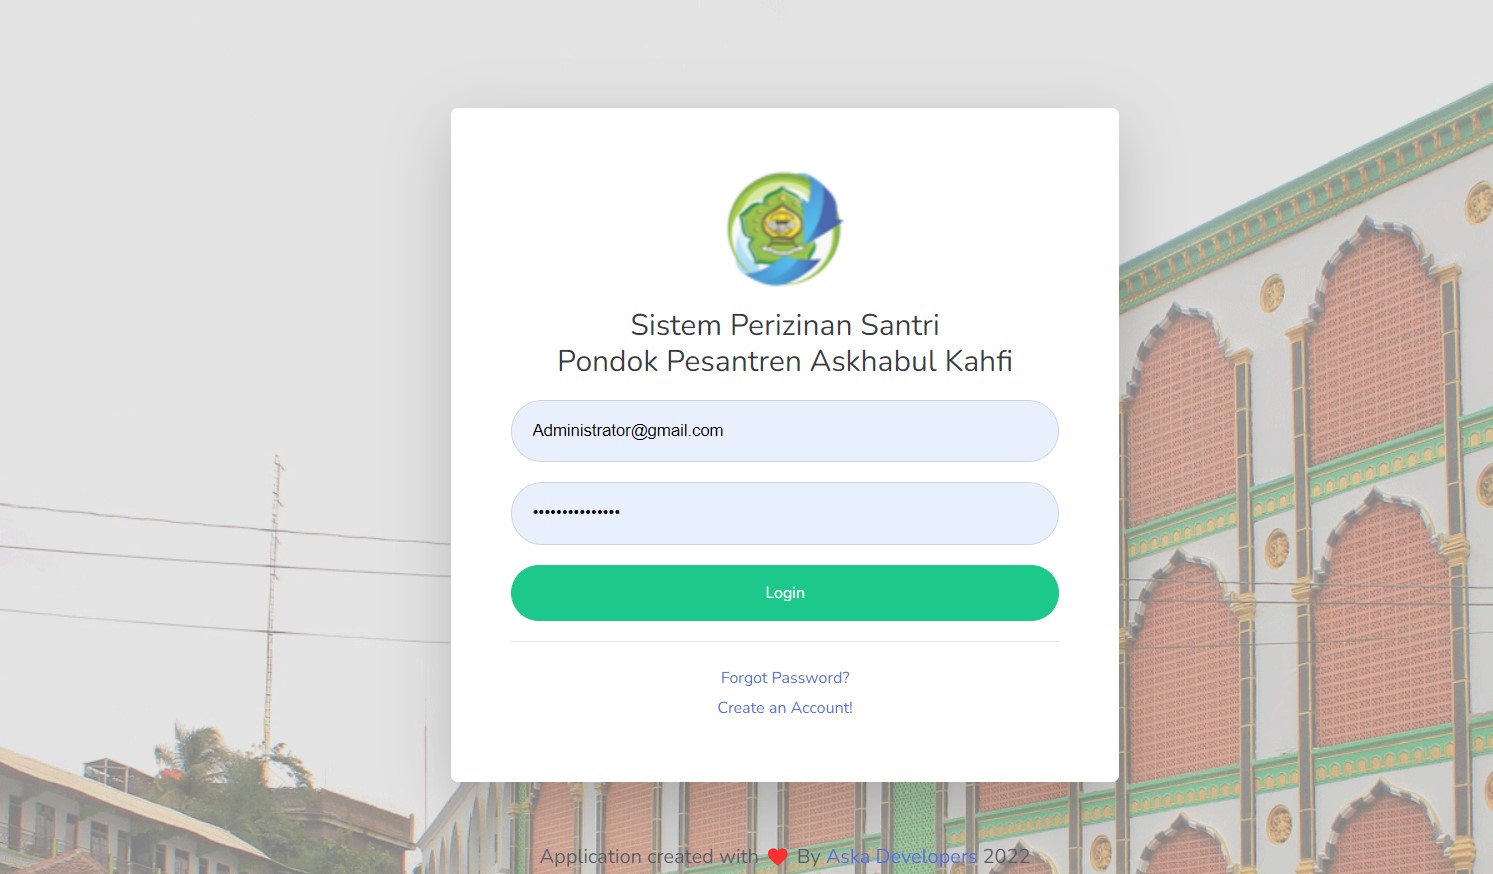 Sistem Perizinan Santri
Pondok Pesantren Askhabul Kahfi
Administrator@gmail.com
•••••••••••••••
Login
Forgot Password?
Create an Account!
Application created with ❤ By Aska Developers 2022